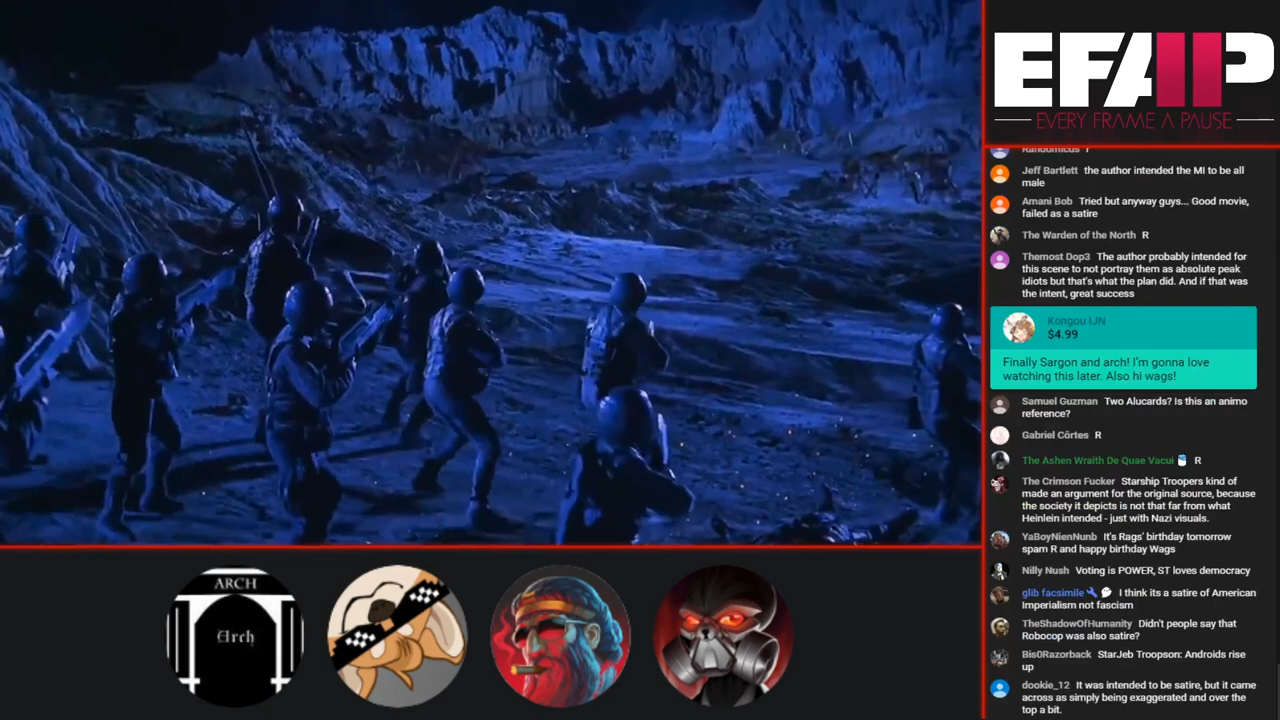 EFAP
EVERY FRAME A PAUSE
Randomicus r
Jeff Bartlett the author intended the MI to be all
male
Amani Bob Tried but anyway guys... Good movie,
failed as a satire
The Warden of the North R
Themost Dop3 The author probably intended for
this scene to not portray them as absolute peak
idiots but that's what the plan did. And if that was
the intent, great success
Kongou IJN
$4.99
Finally Sargon and arch! I'm gonna love
watching this later. Also hi wags!
Samuel Guzman Two Alucards? Is this an animo
reference?
Gabriel Côrtes R
The Ashen Wraith De Quae Vacui R
The Crimson Fucker Starship Troopers kind of
made an argument for the original source, because
the society it depicts is not that far from what
Heinlein intended - just with Nazi visuals.
YaBoyNienNunb It's Rags' birthday tomorrow
spam R and happy birthday Wags
Nilly Nush Voting is POWER, ST loves democracy
glib facsimile I think its a satire of American
Imperialism not fascism
TheShadowOfHumanity Didn't people say that
Robocop was also satire?
Bis0Razorback StarJeb Troopson: Androids rise
up
dookie_12 It was intended to be satire, but it came
across as simply being exaggerated and over the
top a bit.
ARCH
Arch